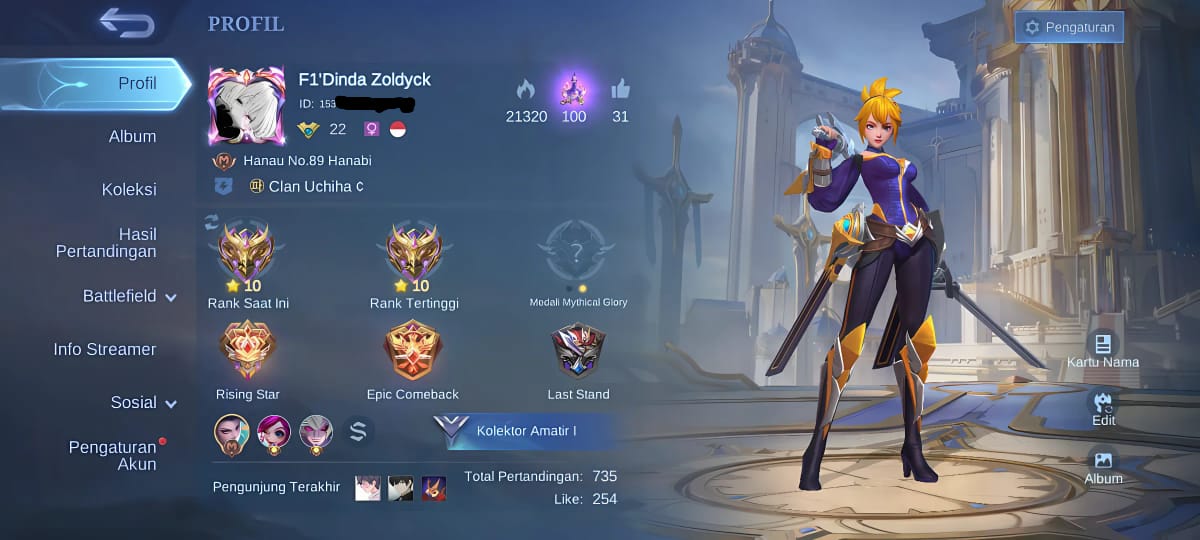 PROFIL
Pengaturan
Profil
Album
Koleksi
Hasil
Pertandingan
Battlefield
Info Streamer
Sosial
Pengaturan
Akun
F1'Dinda Zoldyck
ID: 153
22
21320 100 31
Hanau No.89 Hanabi
Clan Uchiha ¢
10
Rank Saat Ini
10
Rank Tertinggi
?
Medali Mythical Glory
Rising Star
Epic Comeback
Last Stand
Kolektor Amatir I
Pengunjung Terakhir
Total Pertandingan: 735
Like: 254
Kartu Nama
Edit
Album